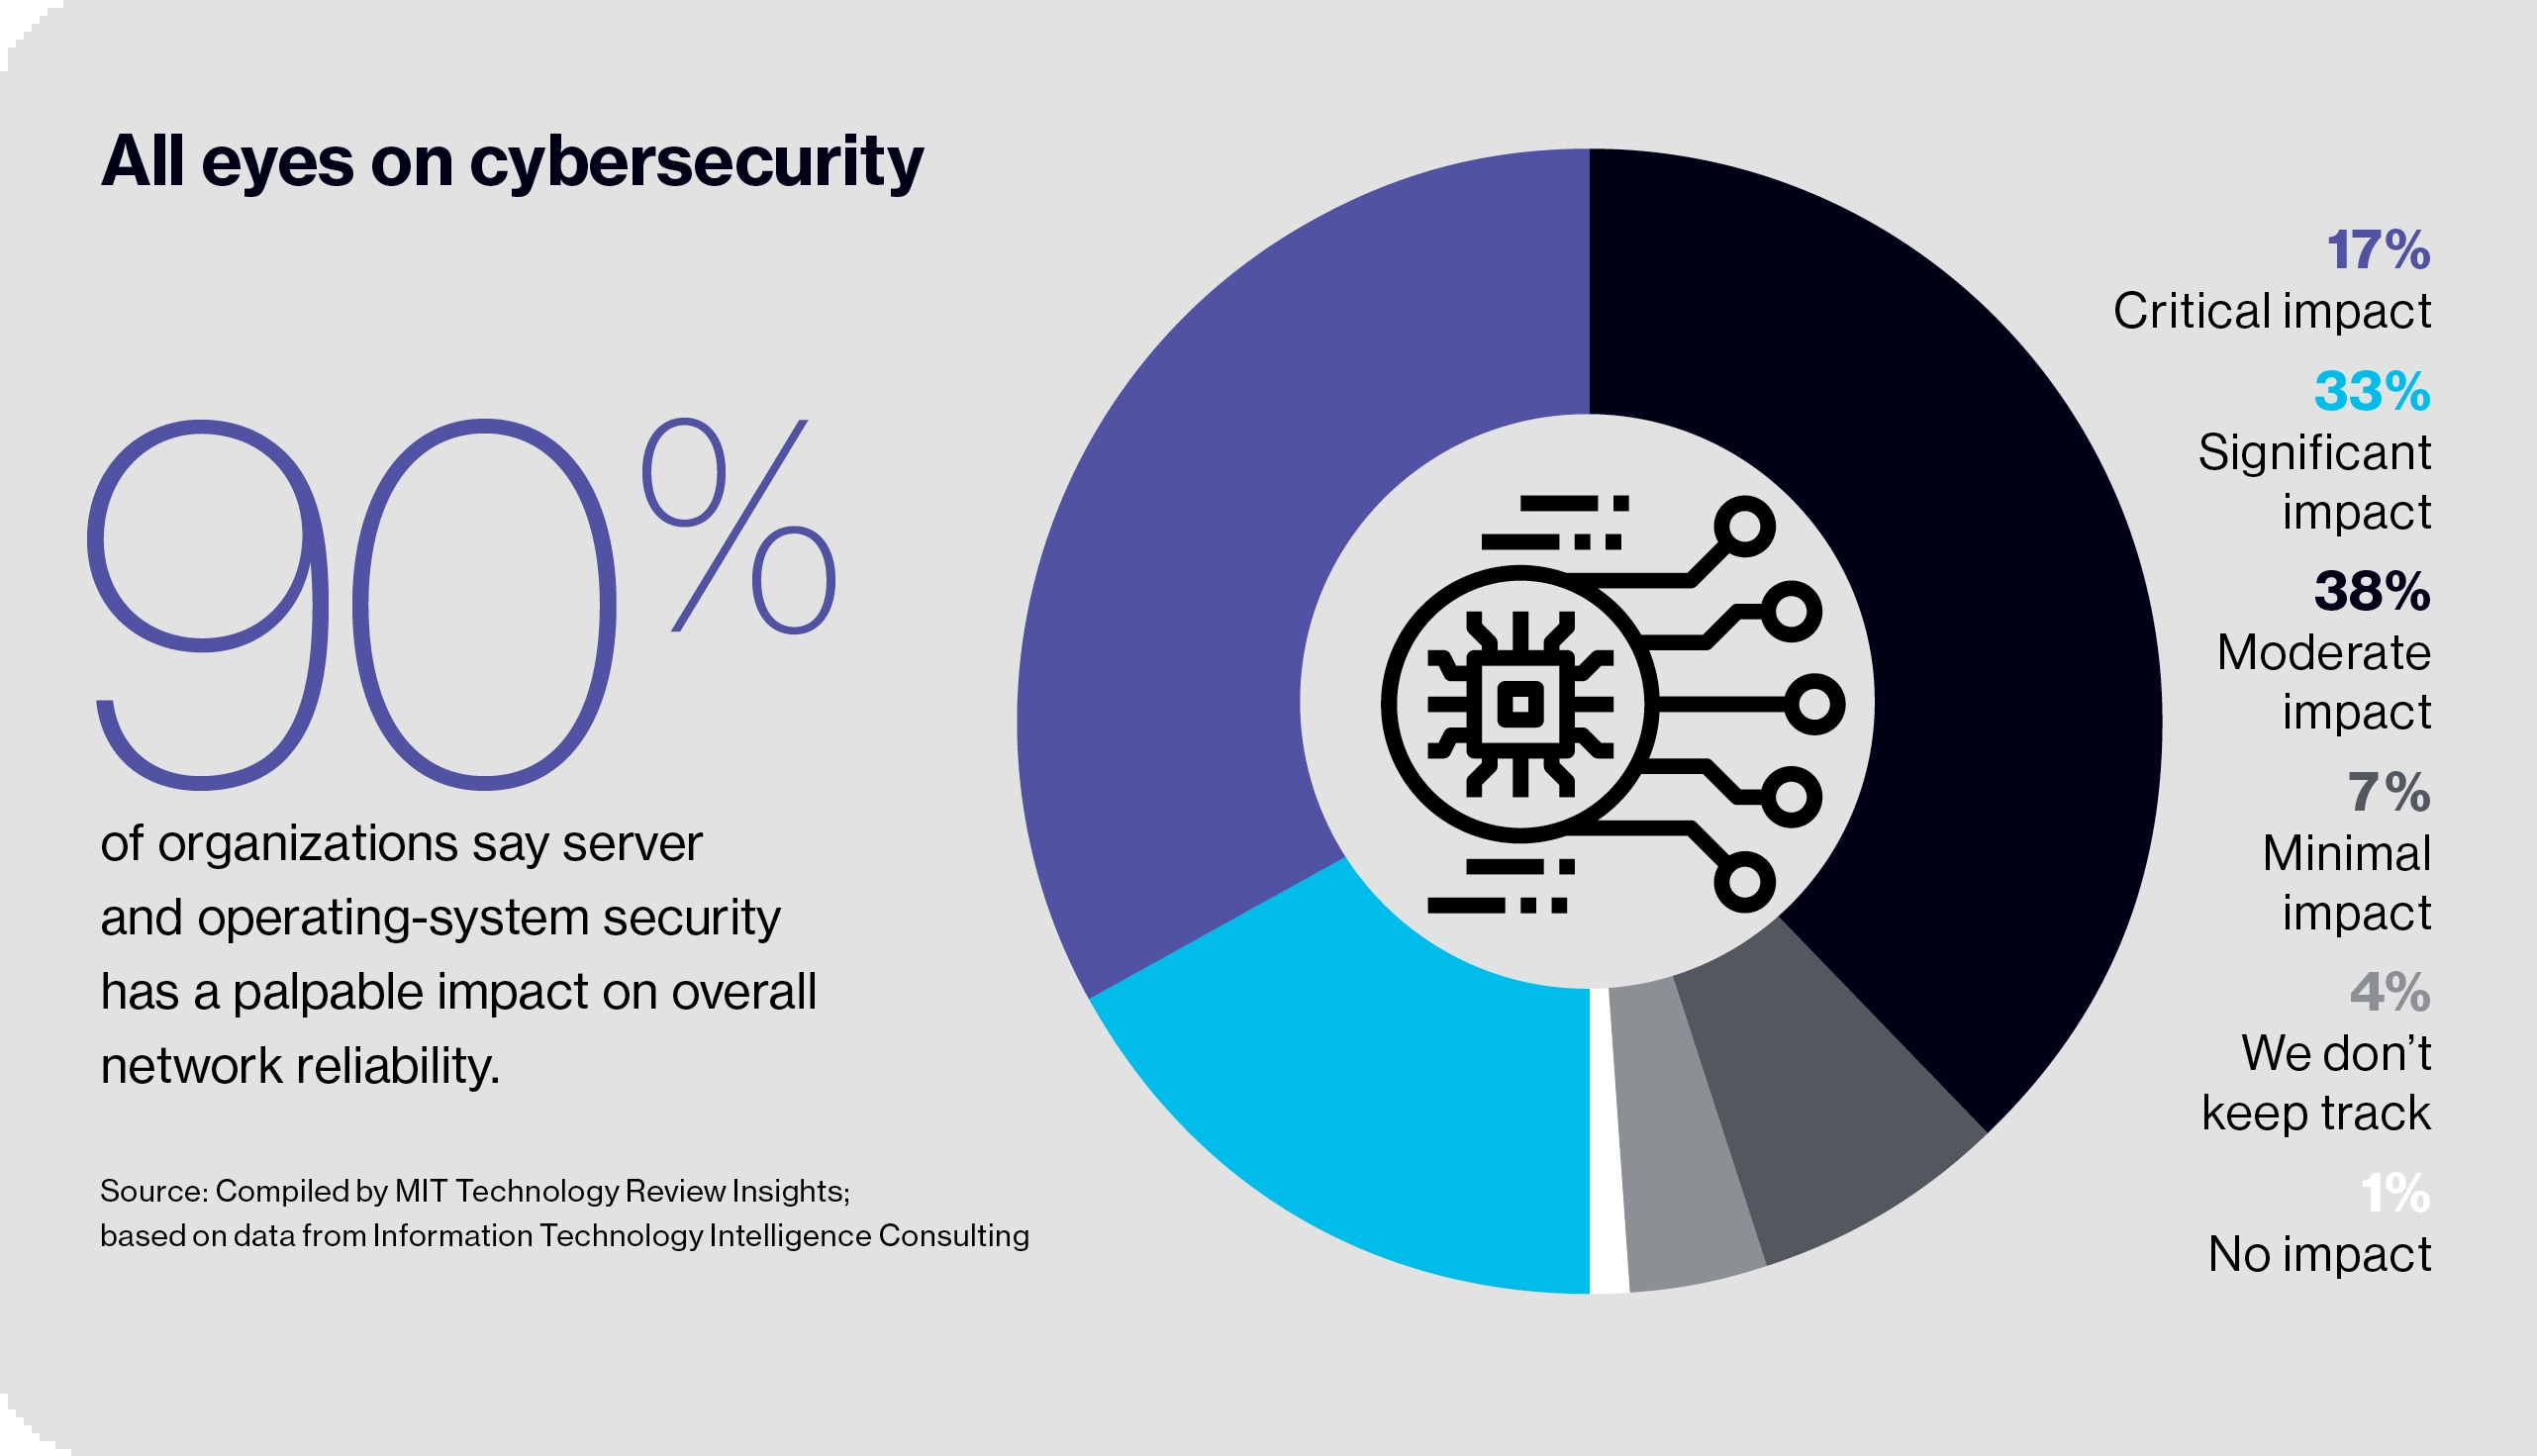 All eyes on cybersecurity
90%
of organizations say server
and operating-system security
has a palpable impact on overall
network reliability.
Source: Compiled by MIT Technology Review Insights;
based on data from Information Technology Intelligence Consulting
17%
Critical impact
33%
Significant
impact
38%
Moderate
impact
7%
Minimal
impact
4%
We don’t
keep track
1%
No impact